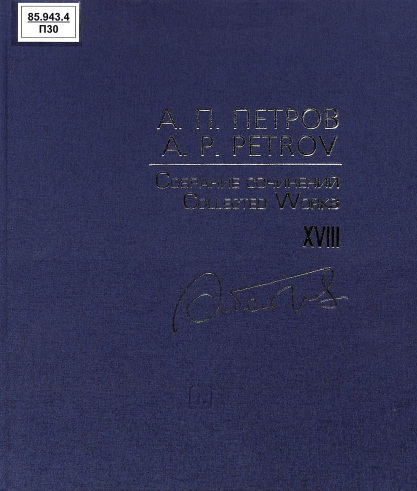 85.943.4
П30
А. П. ПЕТРОВ
A. P. PETROV
СОБРАНИЕ СОЧИНЕНИЙ
COLLECTED WORKS
XVIII